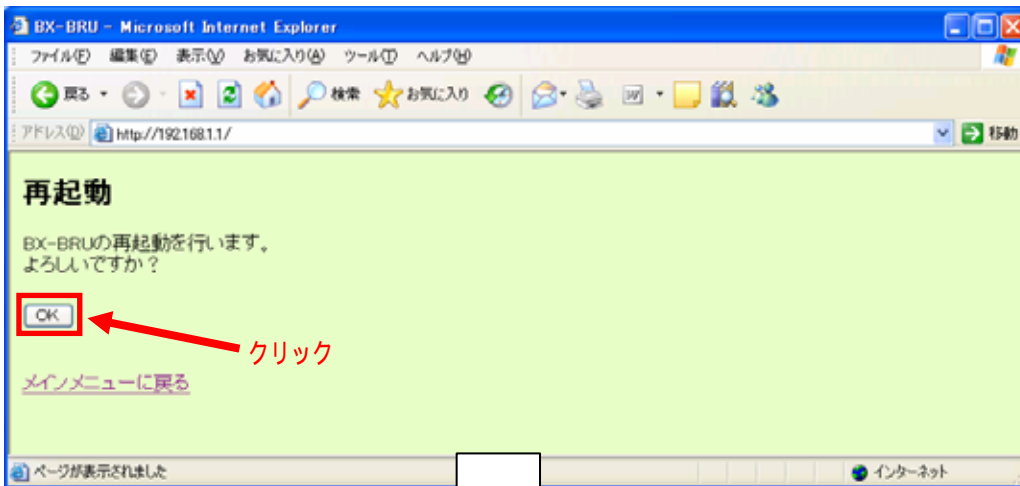 BX-BRU - Microsoft Internet Explorer
ファイル(F) 編集(E) 表示(V) お気に入り(A) ツール(T) ヘルプ(H)
戻る 検索 お気に入り
アドレス(D) http://192.168.1.1/ 移動
再起動
BX-BRUの再起動を行います。
よろしいですか？
OK
クリック
メインメニューに戻る
ページが表示されました インターネット